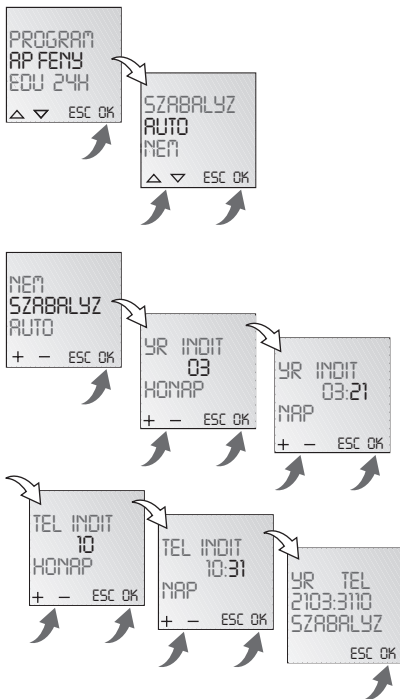 PROGRAM
AP FENY
EDU 24H
△ ▽ ESC OK
SZABALYZ
AUTO
NEM
△ ▽ ESC OK
NEM
SZABALYZ
AUTO
+ − ESC OK
YR INDIT
03
HONAP
+ − ESC OK
YR INDIT
03:21
NAP
+ − ESC OK
TEL INDIT
10
HONAP
+ − ESC OK
TEL INDIT
10:31
NAP
+ − ESC OK
YR TEL
2103:3110
SZABALYZ
ESC OK